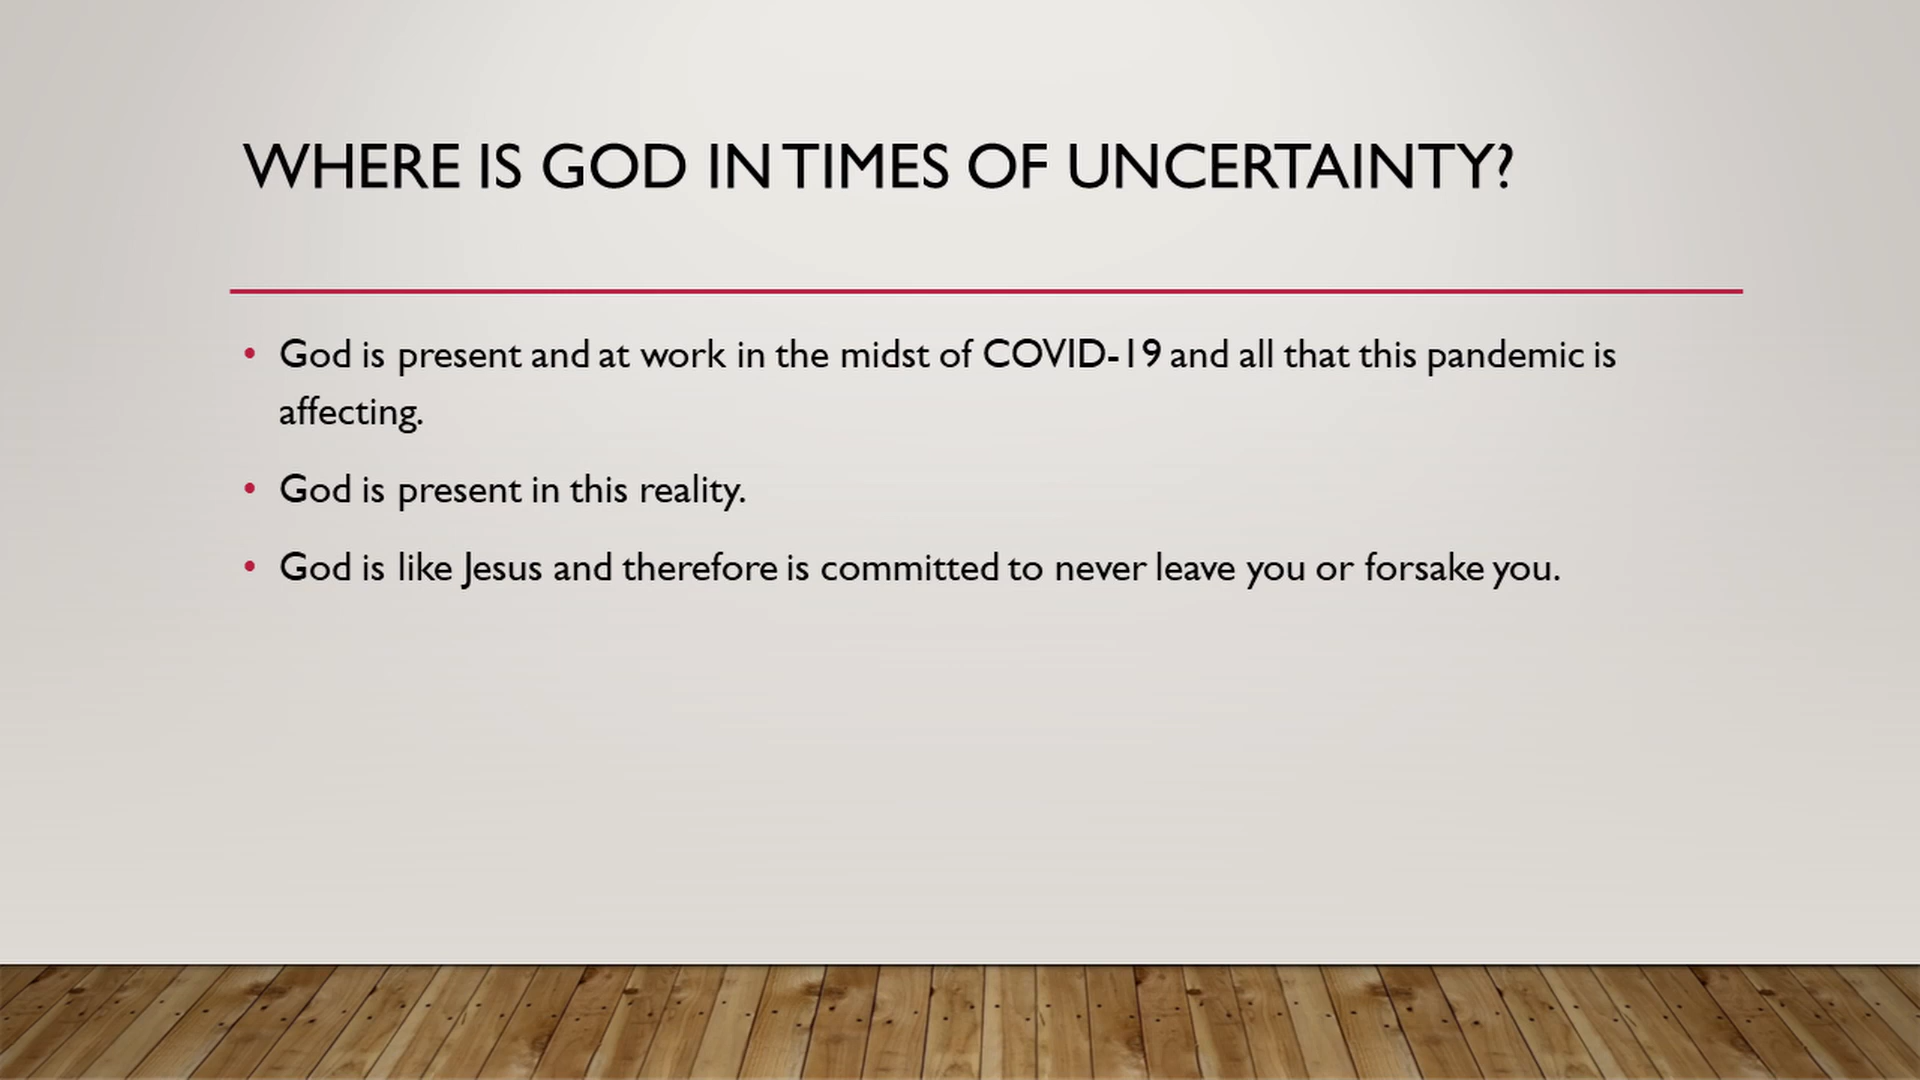 WHERE IS GOD IN TIMES OF UNCERTAINTY?
• God is present and at work in the midst of COVID-19 and all that this pandemic is
affecting.
• God is present in this reality.
• God is like Jesus and therefore is committed to never leave you or forsake you.